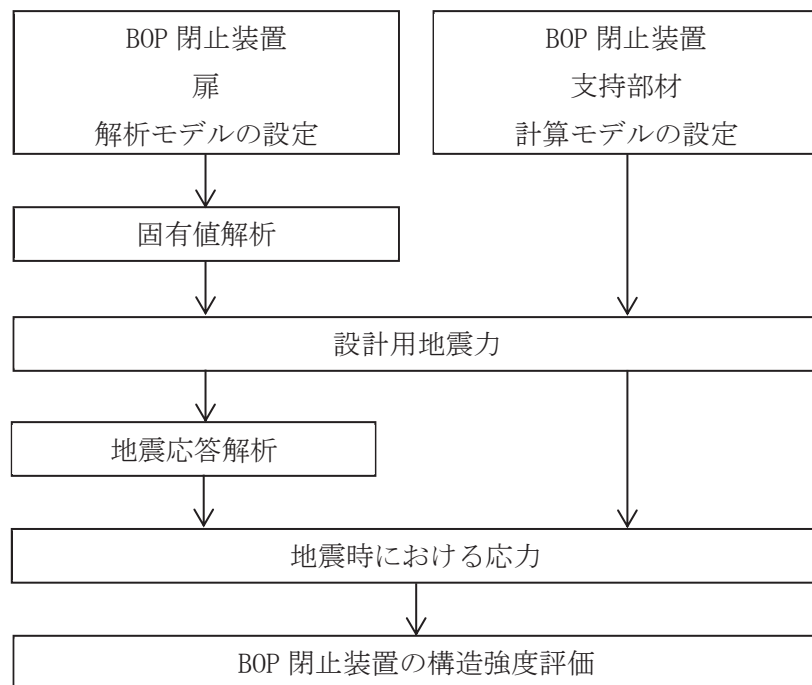 BOP 閉止装置
扉
解析モデルの設定
BOP 閉止装置
支持部材
計算モデルの設定
固有値解析
設計用地震力
地震応答解析
地震時における応力
BOP 閉止装置の構造強度評価